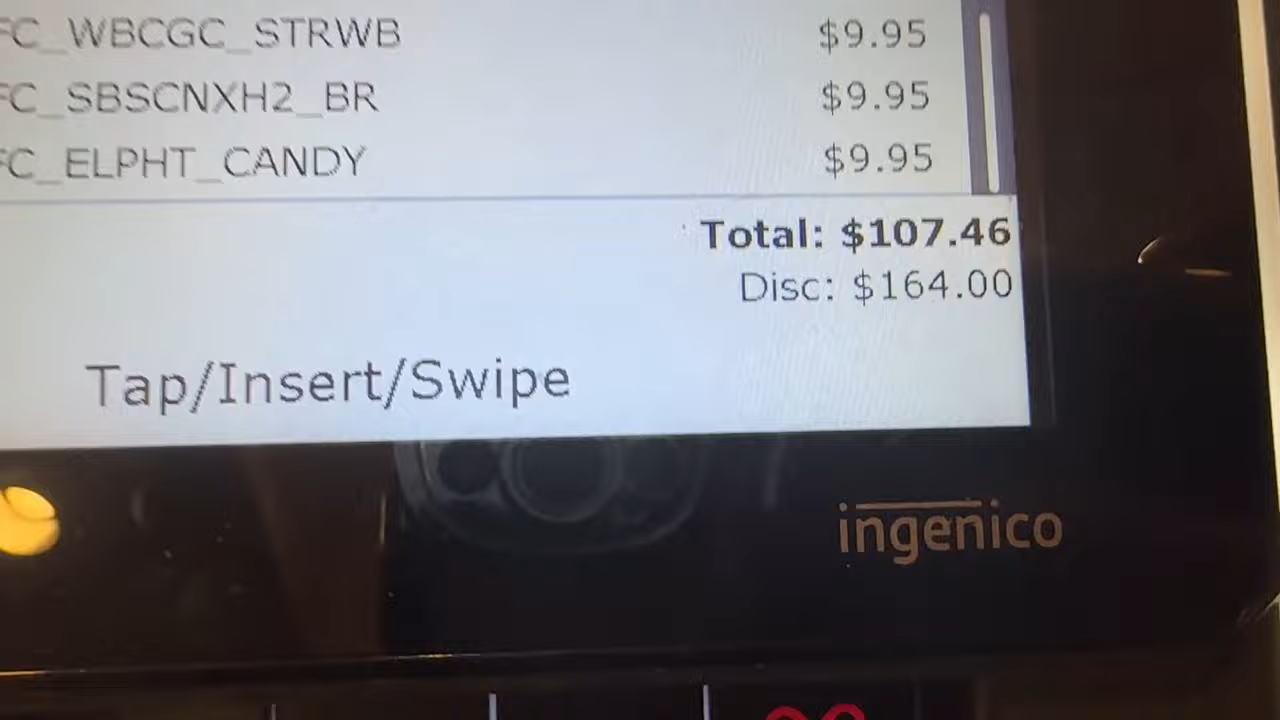 FC_WBCGC_STRWB $9.95
FC_SBSCNXH2_BR $9.95
FC_ELPHT_CANDY $9.95
Total: $107.46
Disc: $164.00
Tap/Insert/Swipe
ingenico